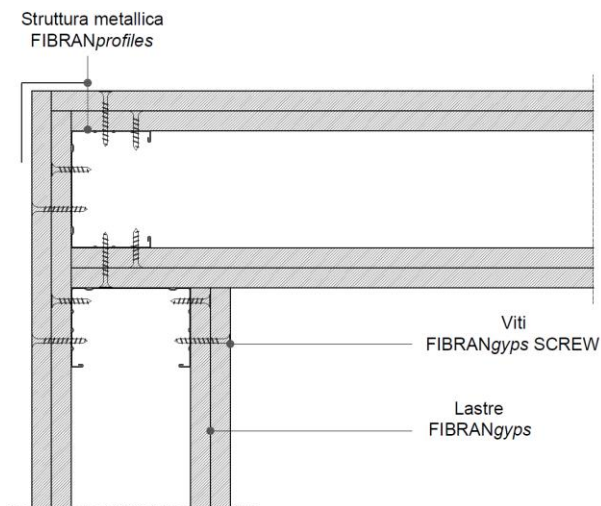 Struttura metallica
FIBRANprofiles
Viti
FIBRANgyps SCREW
Lastre
FIBRANgyps